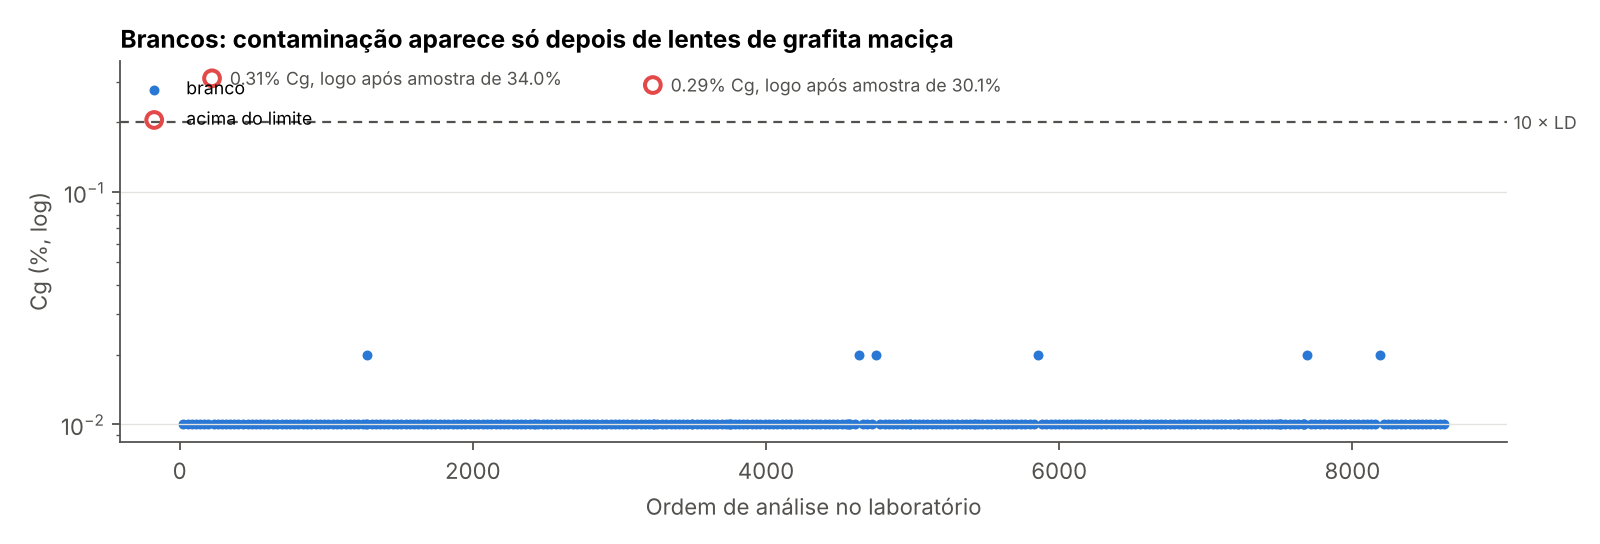 Brancos: contaminação aparece só depois de lentes de grafita maciça
0.31% Cg, logo após amostra de 34.0%
0.29% Cg, logo após amostra de 30.1%
branco
acima do limite
10 × LD
Cg (%, log)
10⁻¹
10⁻²
0 2000 4000 6000 8000
Ordem de análise no laboratório